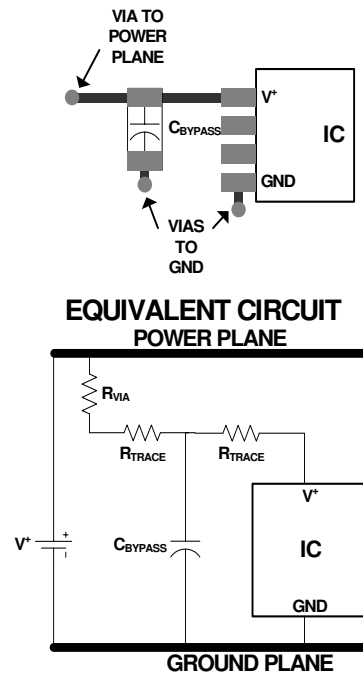 VIA TO
POWER
PLANE
V+
CBYPASS
IC
GND
VIAS
TO
GND
EQUIVALENT CIRCUIT
POWER PLANE
RVIA
RTRACE
RTRACE
V+
V+
+
-
CBYPASS
IC
GND
GROUND PLANE